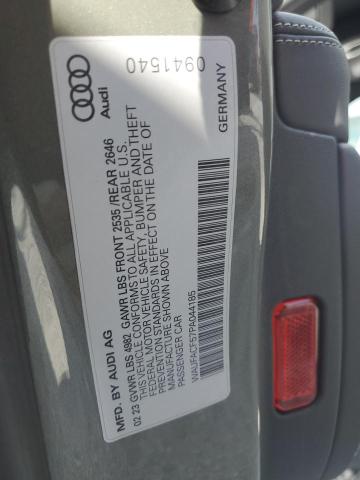 Audi
0941540
MFD. BY AUDI AG
GERMANY
02 23 GVWR LBS 4982 GAWR LBS FRONT 2535 /REAR 2646
THIS VEHICLE CONFORMS TO ALL APPLICABLE U.S.
FEDERAL MOTOR VEHICLE SAFETY, BUMPER AND THEFT
PREVENTION STANDARDS IN EFFECT ON THE DATE OF
MANUFACTURE SHOWN ABOVE
PASSENGER CAR
WAUFACF57PA044185